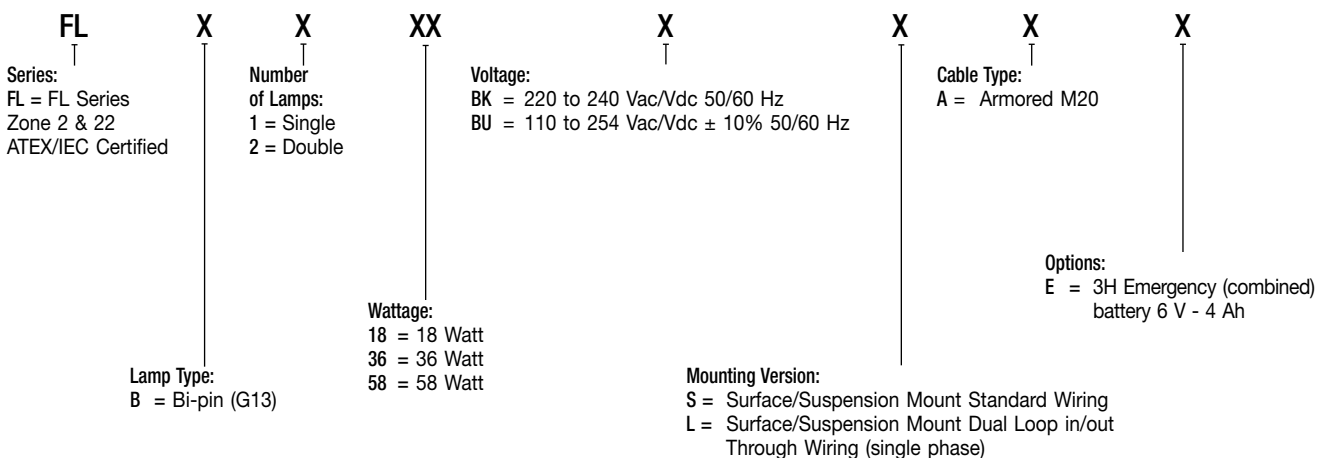 FL X X XX X X X X
Series:
FL = FL Series
Zone 2 & 22
ATEX/IEC Certified
Number
of Lamps:
1 = Single
2 = Double
Voltage:
BK = 220 to 240 Vac/Vdc 50/60 Hz
BU = 110 to 254 Vac/Vdc ± 10% 50/60 Hz
Cable Type:
A = Armored M20
Options:
E = 3H Emergency (combined)
battery 6 V - 4 Ah
Wattage:
18 = 18 Watt
36 = 36 Watt
58 = 58 Watt
Lamp Type:
B = Bi-pin (G13)
Mounting Version:
S = Surface/Suspension Mount Standard Wiring
L = Surface/Suspension Mount Dual Loop in/out
Through Wiring (single phase)